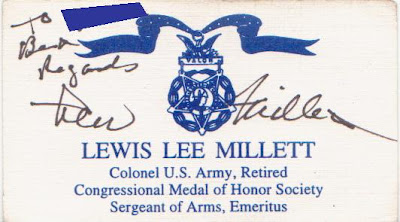 To
Best
Regards
VALOR
Lew Millett
LEWIS LEE MILLETT
Colonel U.S. Army, Retired
Congressional Medal of Honor Society
Sergeant of Arms, Emeritus